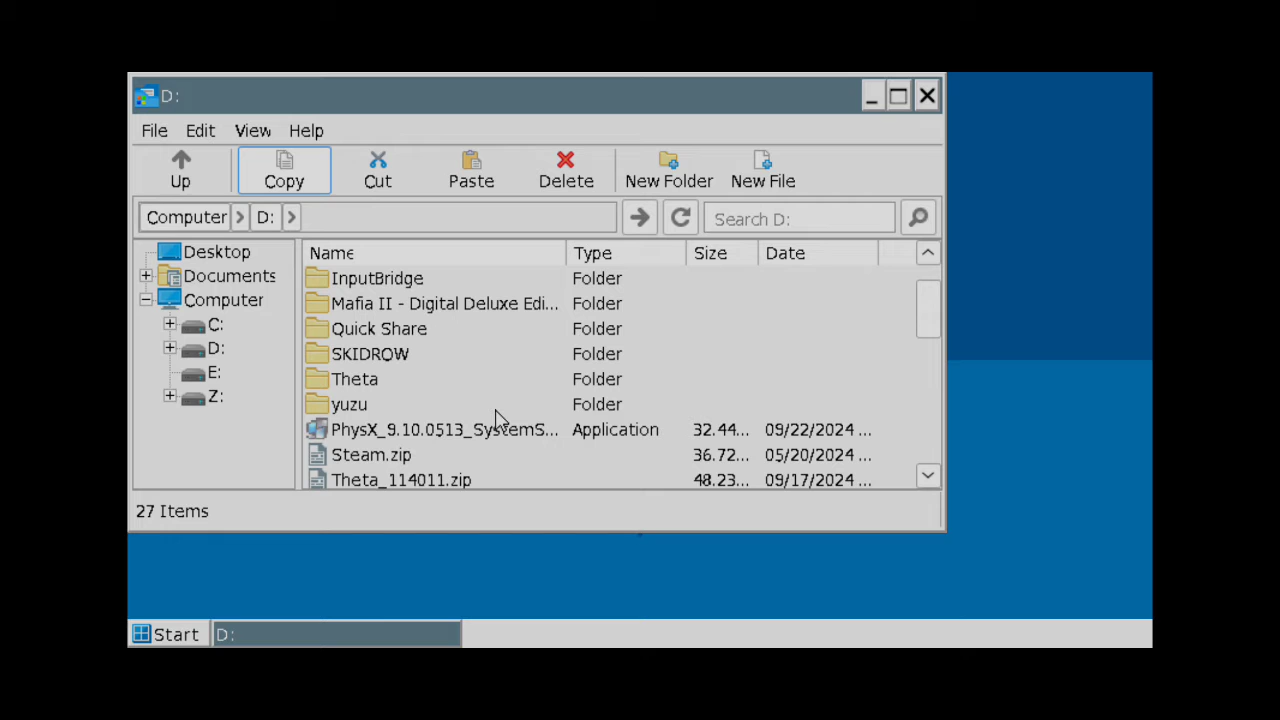 D:
File Edit View Help
Up Copy Cut Paste Delete New Folder New File
Computer D: Search D:
Desktop
Documents
Computer
C:
D:
E:
Z:
Name Type Size Date
InputBridge Folder
Mafia II - Digital Deluxe Edi... Folder
Quick Share Folder
SKIDROW Folder
Theta Folder
yuzu Folder
PhysX_9.10.0513_SystemS... Application 32.44... 09/22/2024 ...
Steam.zip 36.72... 05/20/2024 ...
Theta_114011.zip 48.23... 09/17/2024 ...
27 Items
Start D: